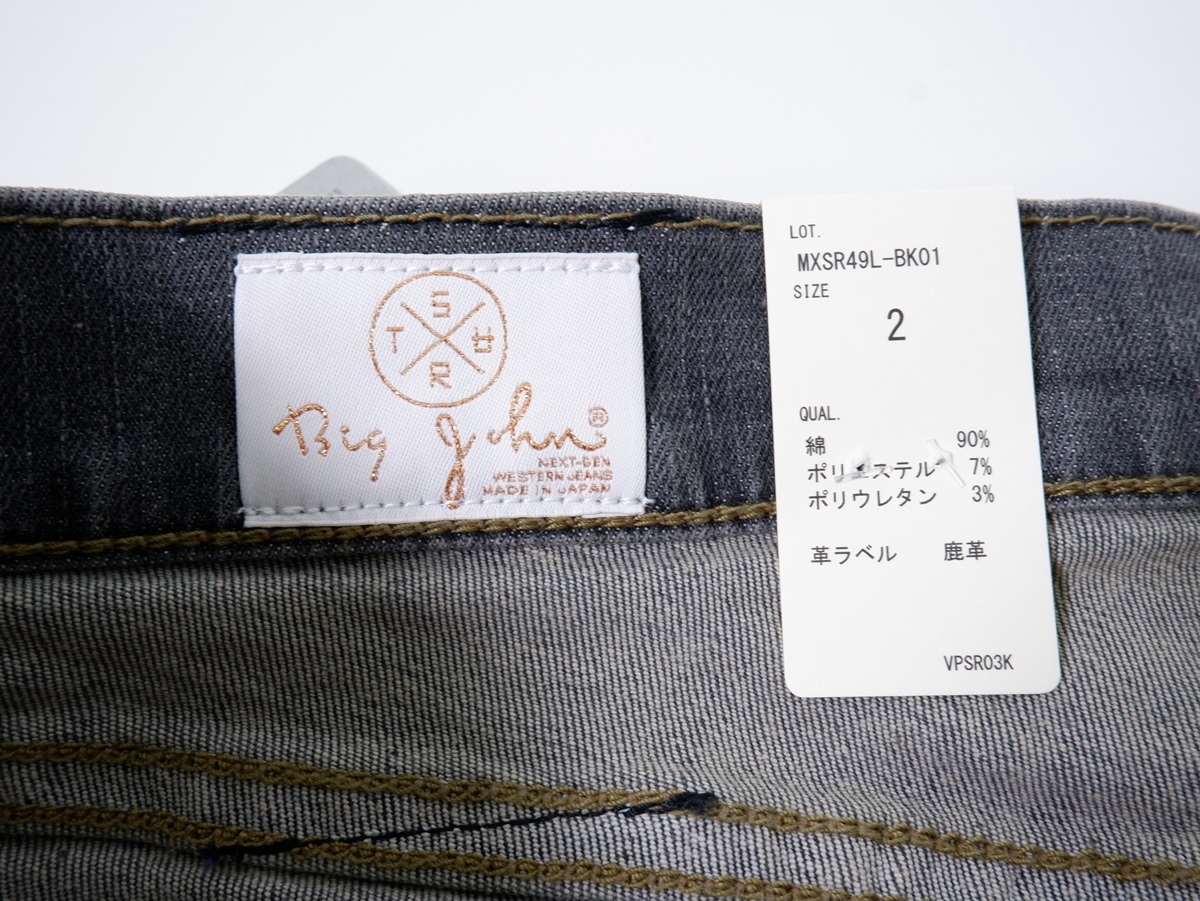 S
T
R
Big John®
NEXT-GEN
WESTERN JEANS
MADE IN JAPAN
LOT.
MXSR49L-BK01
SIZE
2
QUAL.
綿 90%
ポリエステル 7%
ポリウレタン 3%
革ラベル 鹿革
VPSR03K